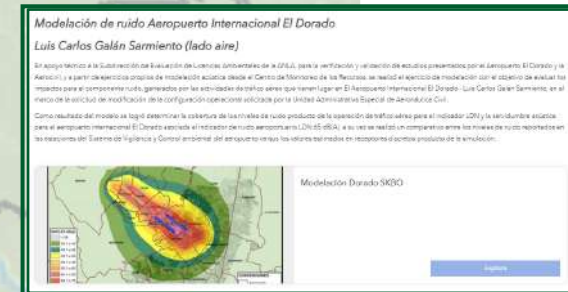 Modelación de ruido Aeropuerto Internacional El Dorado
Luis Carlos Galán Sarmiento (lado aire)
En apoyo técnico a la Subdirección de Evaluación de Licencias Ambientales de la ANLA, para la verificación y validación de estudios presentados por el Aeropuerto El Dorado y la
Aerocivil, y a partir de ejercicios propios de modelación acústica desde el Centro de Monitoreo de los Recursos, se realizó el ejercicio de modelación con el objetivo de evaluar los
impactos para el componente ruido, generados por las actividades de tráfico aéreo que tienen lugar en El Aeropuerto Internacional El Dorado - Luis Carlos Galán Sarmiento, en el
marco de la solicitud de modificación de la configuración operacional solicitada por la Unidad Administrativa Especial de Aeronáutica Civil.
Como resultado del modelo se logró determinar la cobertura de los niveles de ruido producto de la operación de tráfico aéreo para el indicador LDN y la servidumbre acústica
para el aeropuerto internacional El Dorado asociada al indicador de ruido aeroportuario LDN 65 dB(A), a su vez se realizó un comparativo entre los niveles de ruido reportados en
las estaciones del Sistema de Vigilancia y Control ambiental del aeropuerto versus los valores estimados en receptores discretos producto de la simulación.
Modelación Dorado SKBO
Explora